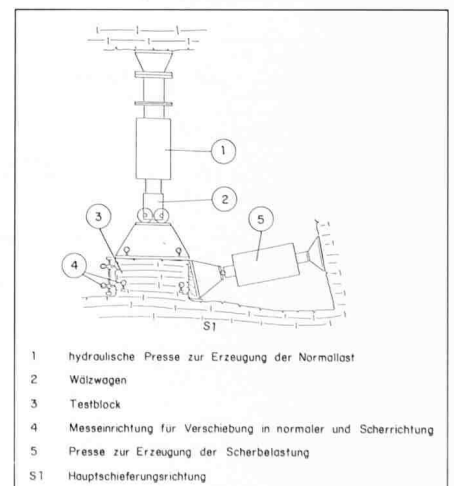 1
2
3
5
4
S1
1 hydraulische Presse zur Erzeugung der Normallast
2 Wälzwagen
3 Testblock
4 Messeinrichtung für Verschiebung in normaler und Scherrichtung
5 Presse zur Erzeugung der Scherbelastung
S1 Hauptschieferungsrichtung